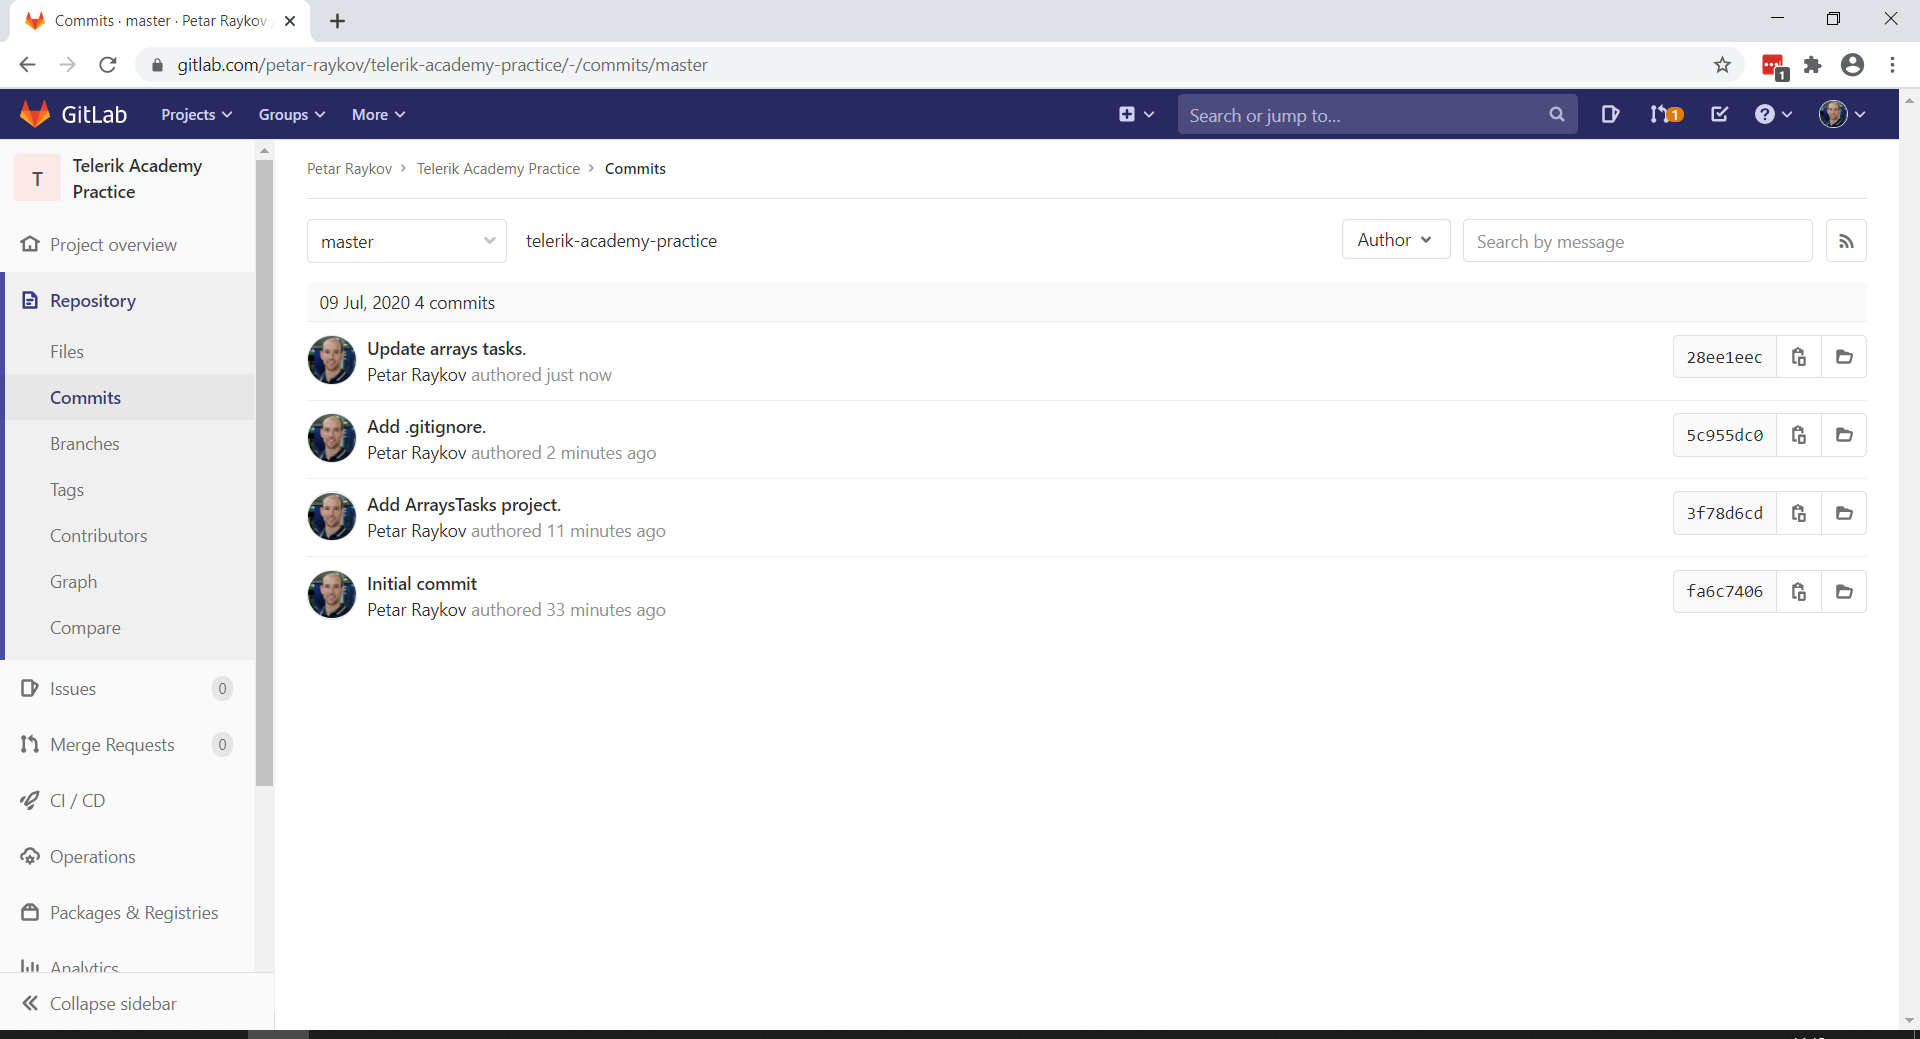 Commits · master · Petar Raykov
gitlab.com/petar-raykov/telerik-academy-practice/-/commits/master
1
GitLab
Projects
Groups
More
Search or jump to...
1
T
Telerik Academy
Practice
Project overview
Repository
Files
Commits
Branches
Tags
Contributors
Graph
Compare
Issues
0
Merge Requests
0
CI / CD
Operations
Packages & Registries
Analytics
Collapse sidebar
Petar Raykov > Telerik Academy Practice > Commits
master
telerik-academy-practice
Author
Search by message
09 Jul, 2020 4 commits
Update arrays tasks.
Petar Raykov authored just now
28ee1eec
Add .gitignore.
Petar Raykov authored 2 minutes ago
5c955dc0
Add ArraysTasks project.
Petar Raykov authored 11 minutes ago
3f78d6cd
Initial commit
Petar Raykov authored 33 minutes ago
fa6c7406